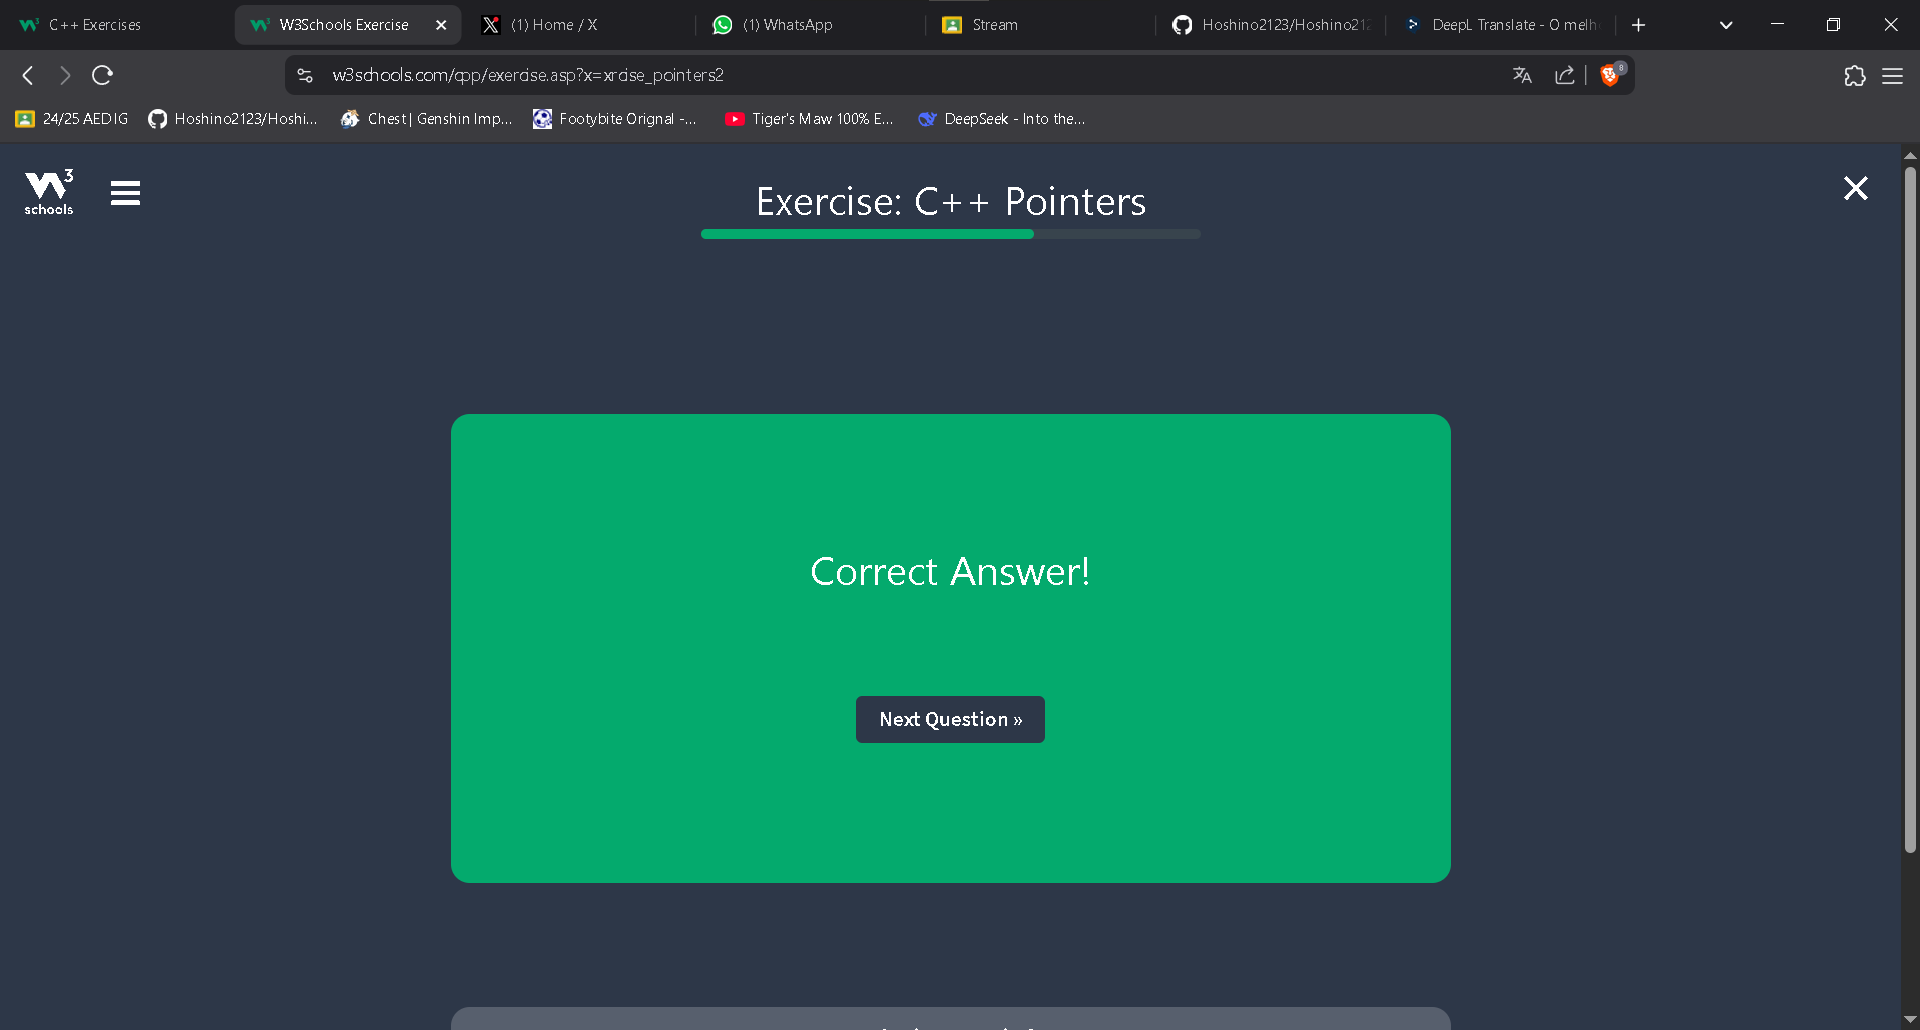 C++ Exercises
W3Schools Exercise
(1) Home / X
(1) WhatsApp
Stream
Hoshino2123/Hoshino212
DeepL Translate - O melh
w3schools.com/cpp/exercise.asp?x=xrcise_pointers2
24/25 AEDIG
Hoshino2123/Hoshi...
Chest | Genshin Imp...
Footybite Orignal -...
Tiger's Maw 100% E...
DeepSeek - Into the...
W3
schools
Exercise: C++ Pointers
Correct Answer!
Next Question »